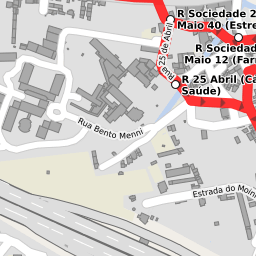 R Sociedade 2
Maio 40 (Estre
R Sociedad
Maio 12 (Far
Rua 25 de Abril
R 25 Abril (Ca
Saúde)
Rua Bento Menni
Estrada do Moin